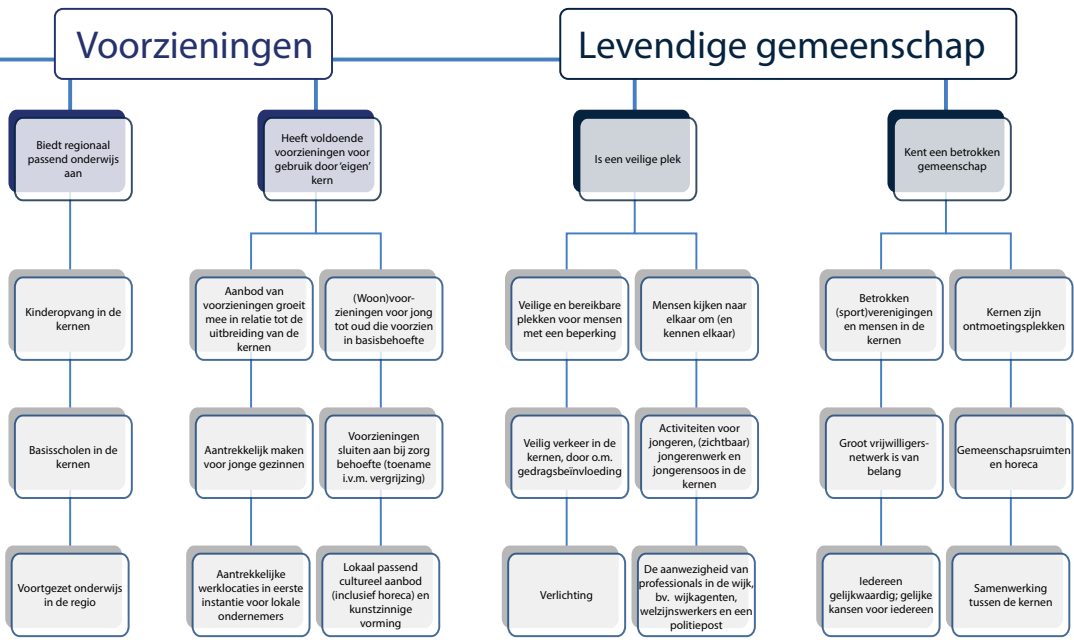 Voorzieningen
Levendige gemeenschap
Biedt regionaal
passend onderwijs
aan
Heeft voldoende
voorzieningen voor
gebruik door ‘eigen’
kern
Is een veilige plek
Kent een betrokken
gemeenschap
Kinderopvang in de
kernen
Aanbod van
voorzieningen groeit
mee in relatie tot de
uitbreiding van de
kernen
(Woon)voor-
zieningen voor jong
tot oud die voorzien
in basisbehoefte
Veilige en bereikbare
plekken voor mensen
met een beperking
Mensen kijken naar
elkaar om (en
kennen elkaar)
Betrokken
(sport)verenigingen
en mensen in de
kernen
Kernen zijn
ontmoetingsplekken
Basisscholen in de
kernen
Aantrekkelijk maken
voor jonge gezinnen
Voorzieningen
sluiten aan bij zorg
behoefte (toename
i.v.m. vergrijzing)
Veilig verkeer in de
kernen, door o.m.
gedragsbeïnvloeding
Activiteiten voor
jongeren, (zichtbaar)
jongerenwerk en
jongerensoos in de
kernen
Groot vrijwilligers-
netwerk is van
belang
Gemeenschapsruimten
en horeca
Voortgezet onderwijs
in de regio
Aantrekkelijke
werklocaties in eerste
instantie voor lokale
ondernemers
Lokaal passend
cultureel aanbod
(inclusief horeca) en
kunstzinnige
vorming
Verlichting
De aanwezigheid van
professionals in de wijk,
bv. wijkagenten,
welzijnswerkers en een
politiepost
Iedereen
gelijkwaardig; gelijke
kansen voor iedereen
Samenwerking
tussen de kernen